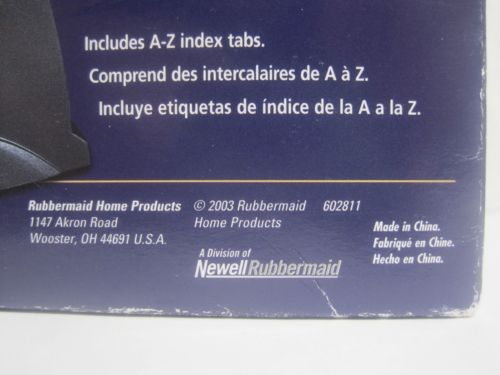 Includes A-Z index tabs.
Comprend des intercalaires de A à Z.
Incluye etiquetas de índice de la A a la Z.
Rubbermaid Home Products © 2003 Rubbermaid 602811
1147 Akron Road Home Products
Wooster, OH 44691 U.S.A.
Made in China.
Fabriqué en Chine.
Hecho en China.
A Division of
NewellRubbermaid